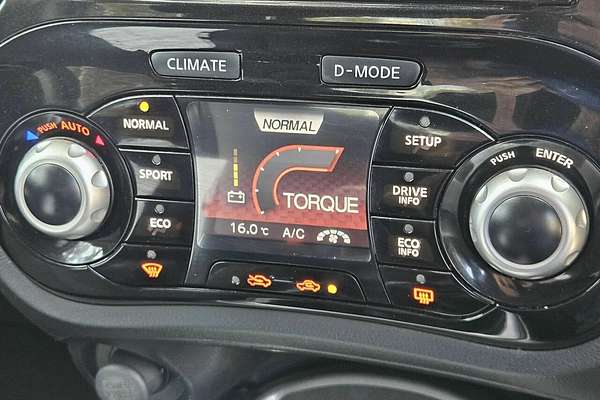 CLIMATE
D-MODE
PUSH AUTO
NORMAL
SPORT
ECO
NORMAL
TORQUE
16.0°C A/C
SETUP
DRIVE
INFO
ECO
INFO
PUSH ENTER